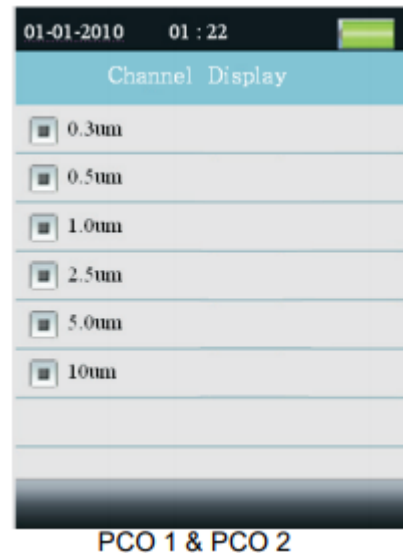 01-01-2010 01 : 22
Channel Display
0.3um
0.5um
1.0um
2.5um
5.0um
10um
PCO 1 & PCO 2